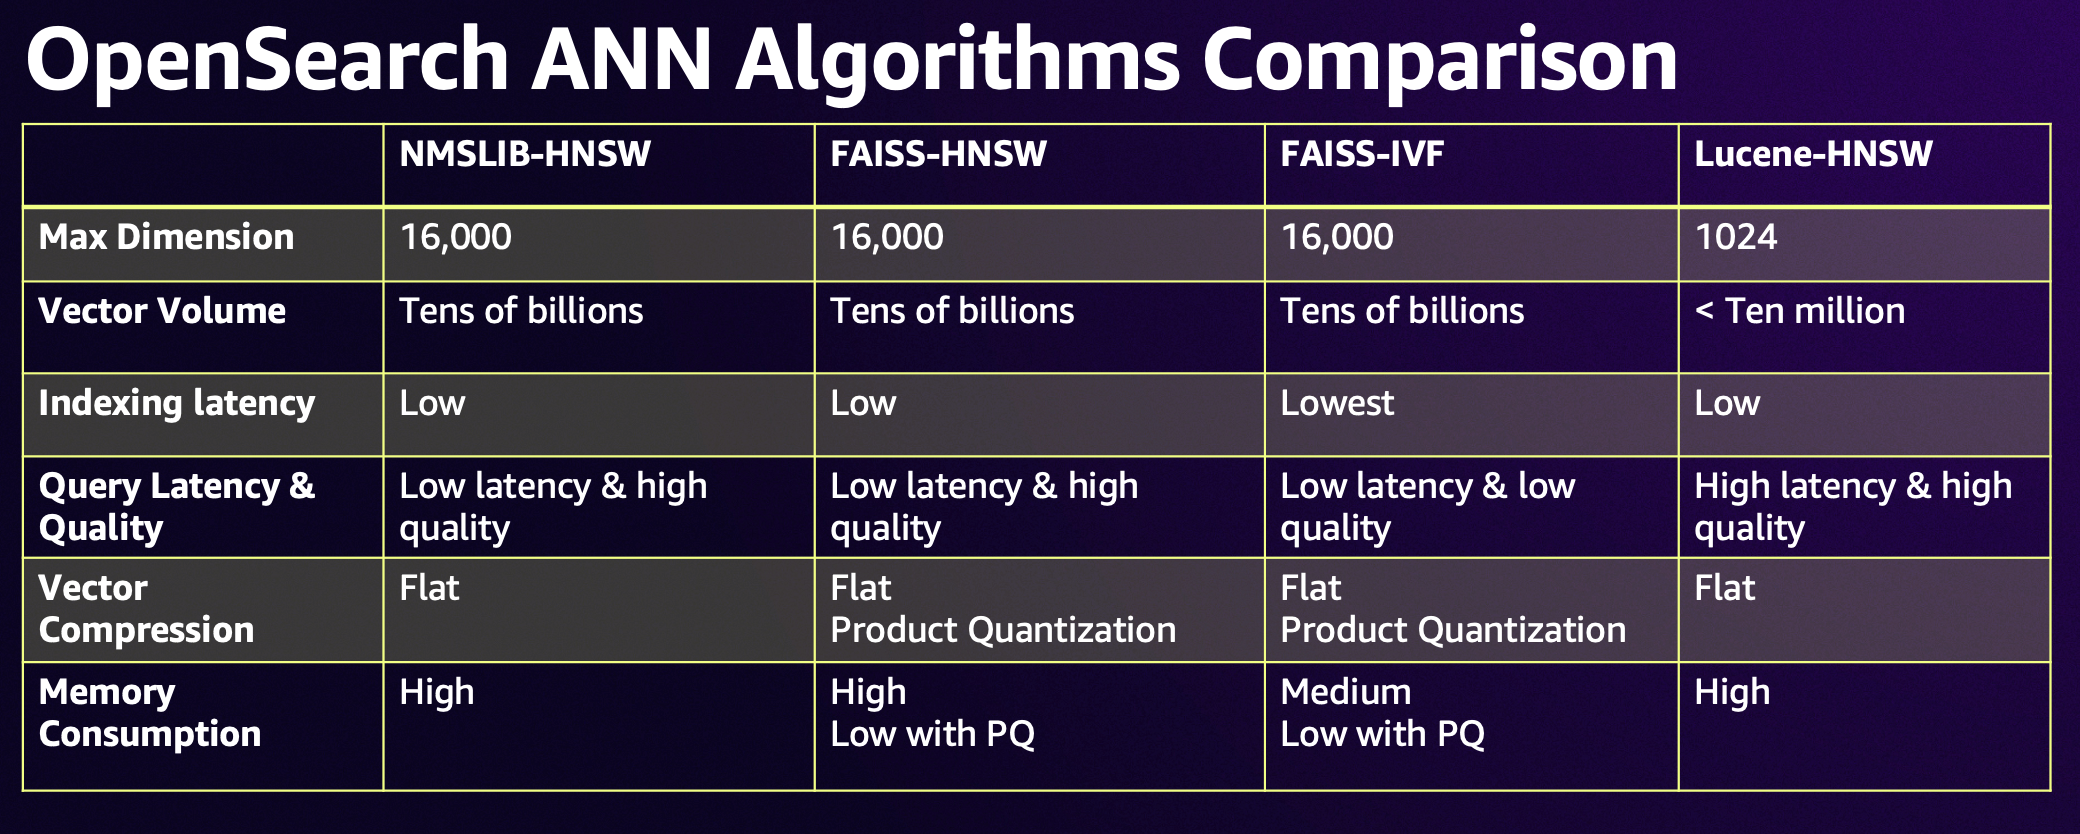 OpenSearch ANN Algorithms Comparison
NMSLIB-HNSW FAISS-HNSW FAISS-IVF Lucene-HNSW
Max Dimension 16,000 16,000 16,000 1024
Vector Volume Tens of billions Tens of billions Tens of billions < Ten million
Indexing latency Low Low Lowest Low
Query Latency & Low latency & high Low latency & high Low latency & low High latency & high
Quality quality quality quality quality
Vector Flat Flat Flat Flat
Compression Product Quantization Product Quantization
Memory High High Medium High
Consumption Low with PQ Low with PQ